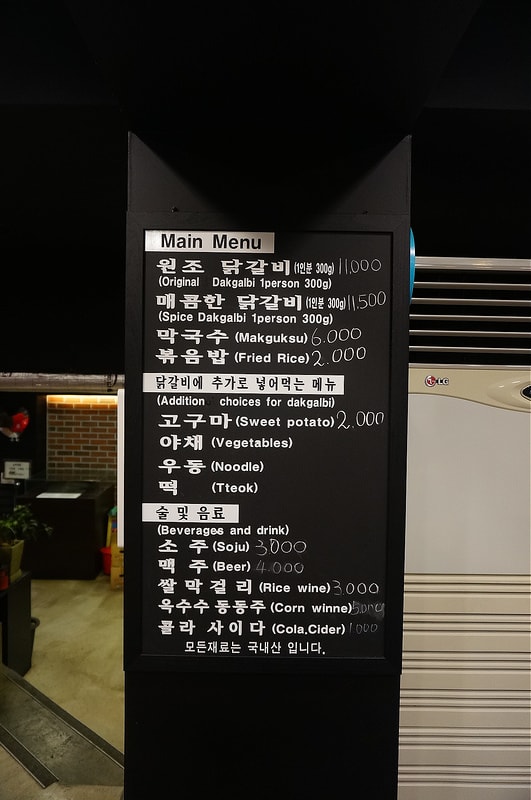 Main Menu
원조 닭갈비 (1인분 300g) 11,000
(Original Dakgalbi 1person 300g)
매콤한 닭갈비 (1인분 300g) 11,500
(Spice Dakgalbi 1person 300g)
막국수 (Makguksu) 6.000
볶음밥 (Fried Rice) 2.000
닭갈비에 추가로 넣어먹는 메뉴
(Addition choices for dakgalbi)
고구마 (Sweet potato) 2,000
야채 (Vegetables)
우동 (Noodle)
떡 (Tteok)
술 및 음료
(Beverages and drink)
소 주 (Soju) 3000
맥 주 (Beer) 4.000
쌀 막 걸 리 (Rice wine) 3.000
옥수수 동동주 (Corn winne) 5.000
콜라 사이다 (Cola,Cider) 1000
모든재료는 국내산 입니다.
LG